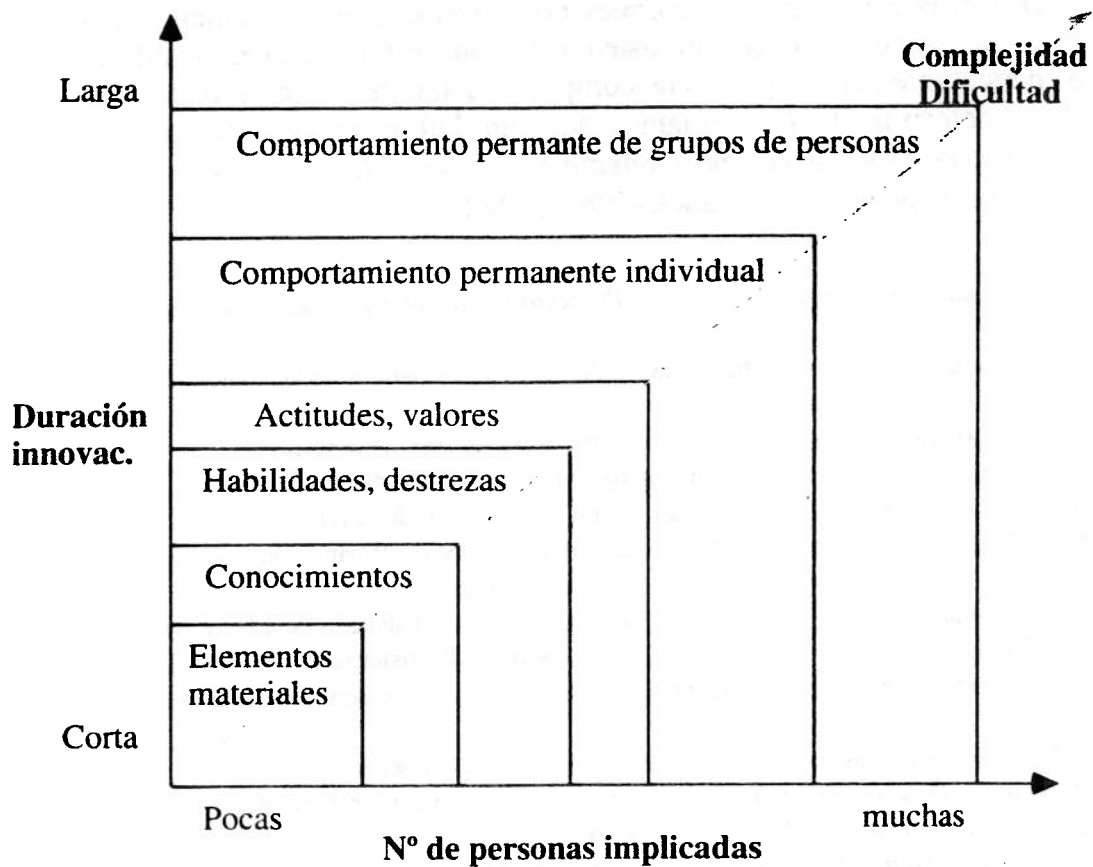 Complejidad
Dificultad
Larga
Comportamiento permante de grupos de personas
Comportamiento permanente individual
Duración
innovac.
Actitudes, valores
Habilidades, destrezas
Conocimientos
Elementos
materiales
Corta
Pocas
muchas
Nº de personas implicadas